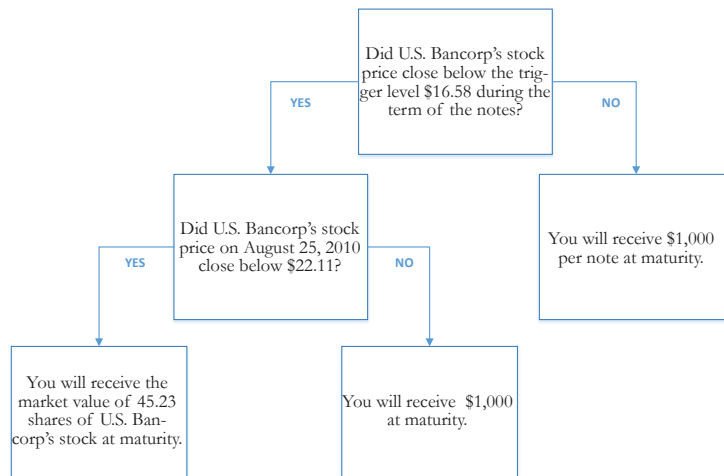 Did U.S. Bancorp's stock
price close below the trig-
ger level $16.58 during the
term of the notes?
YES
NO
Did U.S. Bancorp's stock
price on August 25, 2010
close below $22.11?
You will receive $1,000
per note at maturity.
YES
NO
You will receive the
market value of 45.23
shares of U.S. Ban-
corp's stock at maturity.
You will receive $1,000
at maturity.